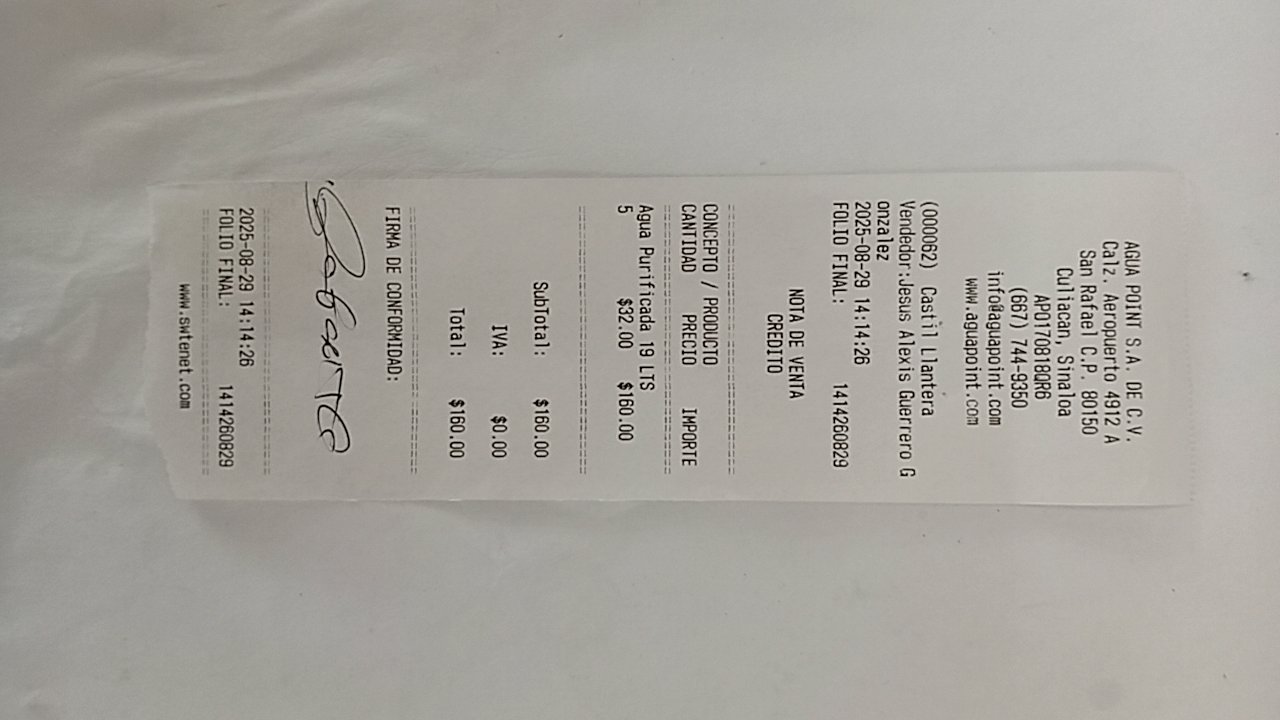 AGUA POINT S.A. DE C.V.
Calz. Aeropuerto 4912 A
San Rafael C.P. 80150
Culiacan, Sinaloa
APO170818QR6
(667) 744-9350
info@aguapoint.com
www.aguapoint.com
(000062) Castil Llantera
Vendedor:Jesus Alexis Guerrero G
onzalez
2025-08-29 14:14:26
FOLIO FINAL: 1414260829
NOTA DE VENTA
CREDITO
CONCEPTO / PRODUCTO
CANTIDAD PRECIO IMPORTE
Agua Purificada 19 LTS
5 $32.00 $160.00
SubTotal: $160.00
IVA: $0.00
Total: $160.00
FIRMA DE CONFORMIDAD:
2025-08-29 14:14:26
FOLIO FINAL: 1414260829
www.swtenet.com